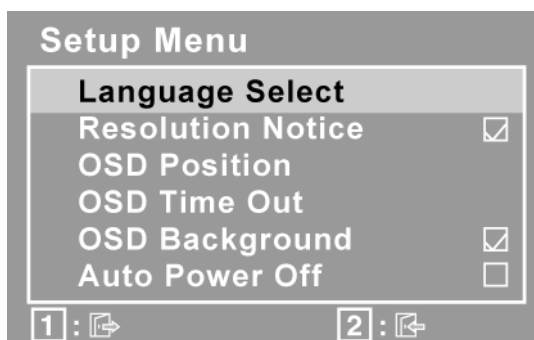 Setup Menu
Language Select
Resolution Notice
OSD Position
OSD Time Out
OSD Background
Auto Power Off
1 : 2 :